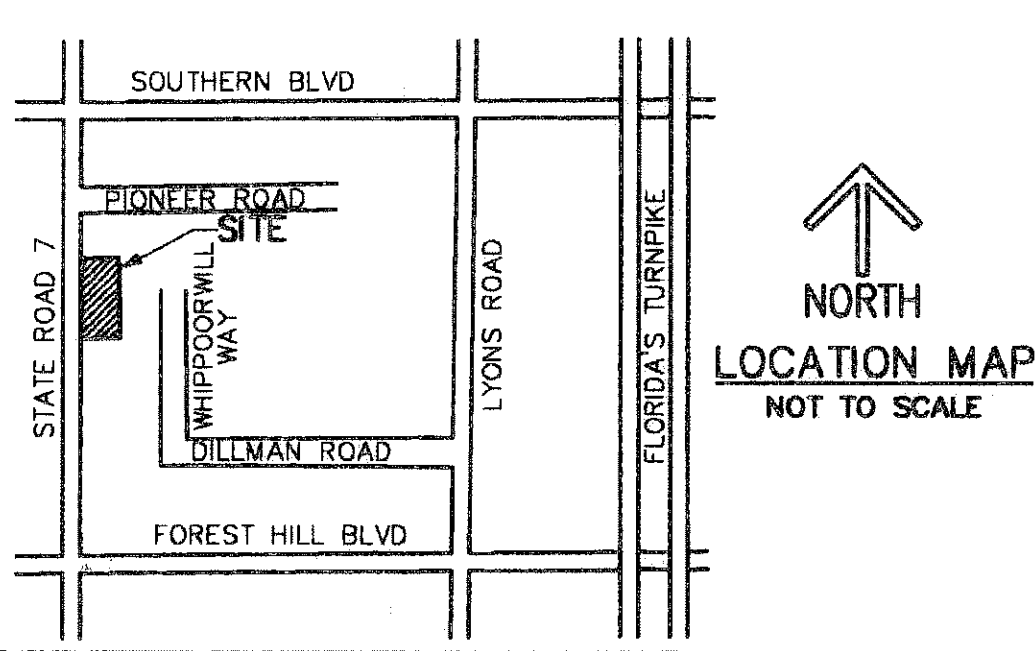 SOUTHERN BLVD
PIONEER ROAD
SITE
STATE ROAD 7
WHIPPOORWILL
WAY
LYONS ROAD
FLORIDA'S TURNPIKE
DILLMAN ROAD
FOREST HILL BLVD
NORTH
LOCATION MAP
NOT TO SCALE